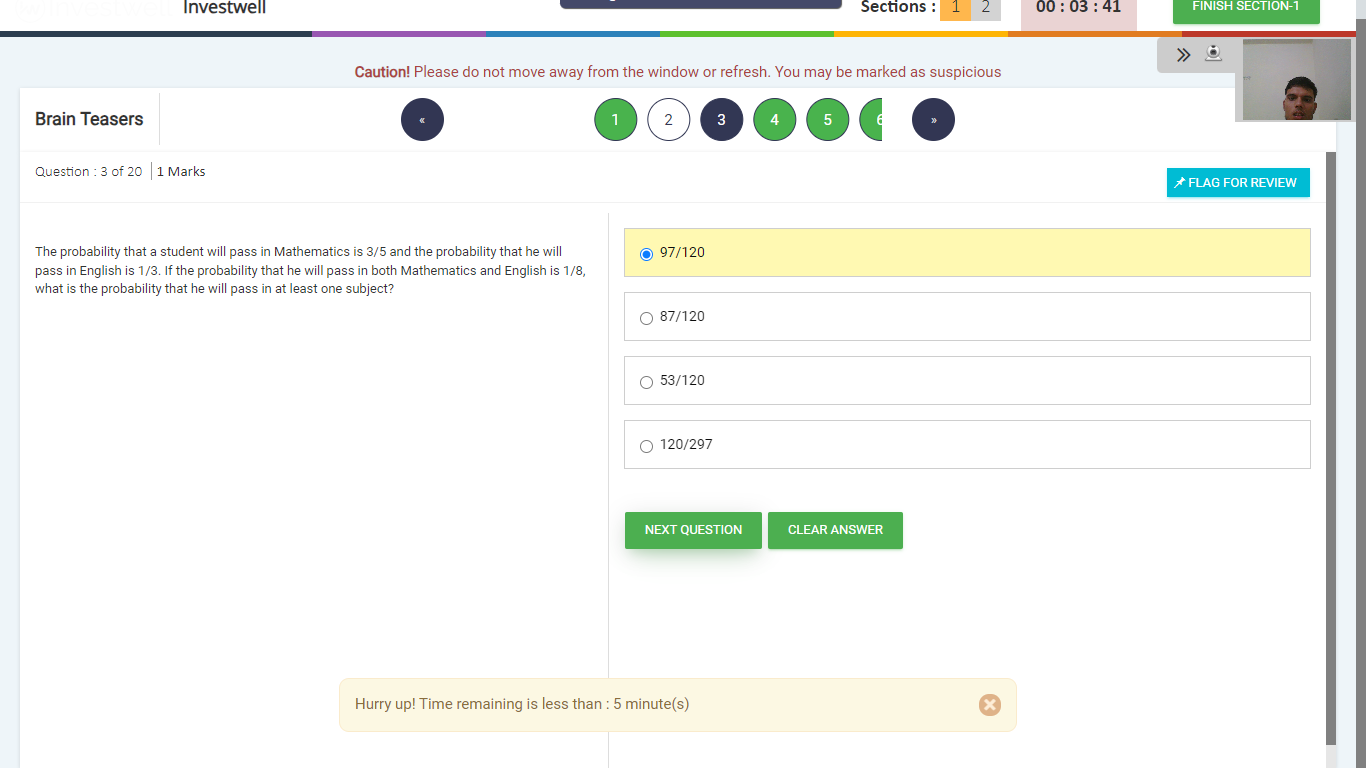 Investwell
Sections : 1 2
00 : 03 : 41
FINISH SECTION-1
Caution! Please do not move away from the window or refresh. You may be marked as suspicious
Brain Teasers
« 1 2 3 4 5 6 »
Question : 3 of 20 1 Marks
FLAG FOR REVIEW
The probability that a student will pass in Mathematics is 3/5 and the probability that he will
pass in English is 1/3. If the probability that he will pass in both Mathematics and English is 1/8,
what is the probability that he will pass in at least one subject?
97/120
87/120
53/120
120/297
NEXT QUESTION
CLEAR ANSWER
Hurry up! Time remaining is less than : 5 minute(s)